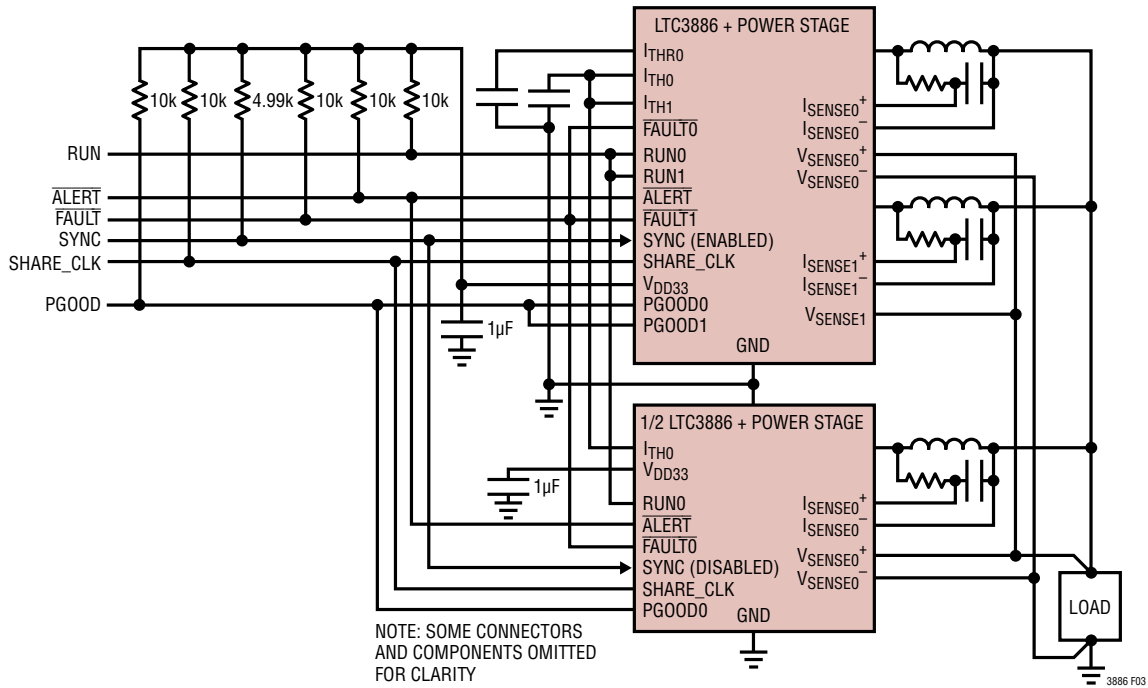 LTC3886 + POWER STAGE
10k
10k
4.99k
10k
10k
10k
RUN
ALERT
FAULT
SYNC
SHARE_CLK
PGOOD
1µF
ITHR0
ITH0
ITH1
FAULT0
RUN0
RUN1
ALERT
FAULT1
SYNC (ENABLED)
SHARE_CLK
VDD33
PGOOD0
PGOOD1
ISENSE0+
ISENSE0–
VSENSE0+
VSENSE0–
ISENSE1+
ISENSE1–
VSENSE1
GND
1/2 LTC3886 + POWER STAGE
1µF
ITH0
VDD33
RUN0
ALERT
FAULT0
SYNC (DISABLED)
SHARE_CLK
PGOOD0
ISENSE0+
ISENSE0–
VSENSE0+
VSENSE0–
GND
LOAD
NOTE: SOME CONNECTORS
AND COMPONENTS OMITTED
FOR CLARITY
3886 F03